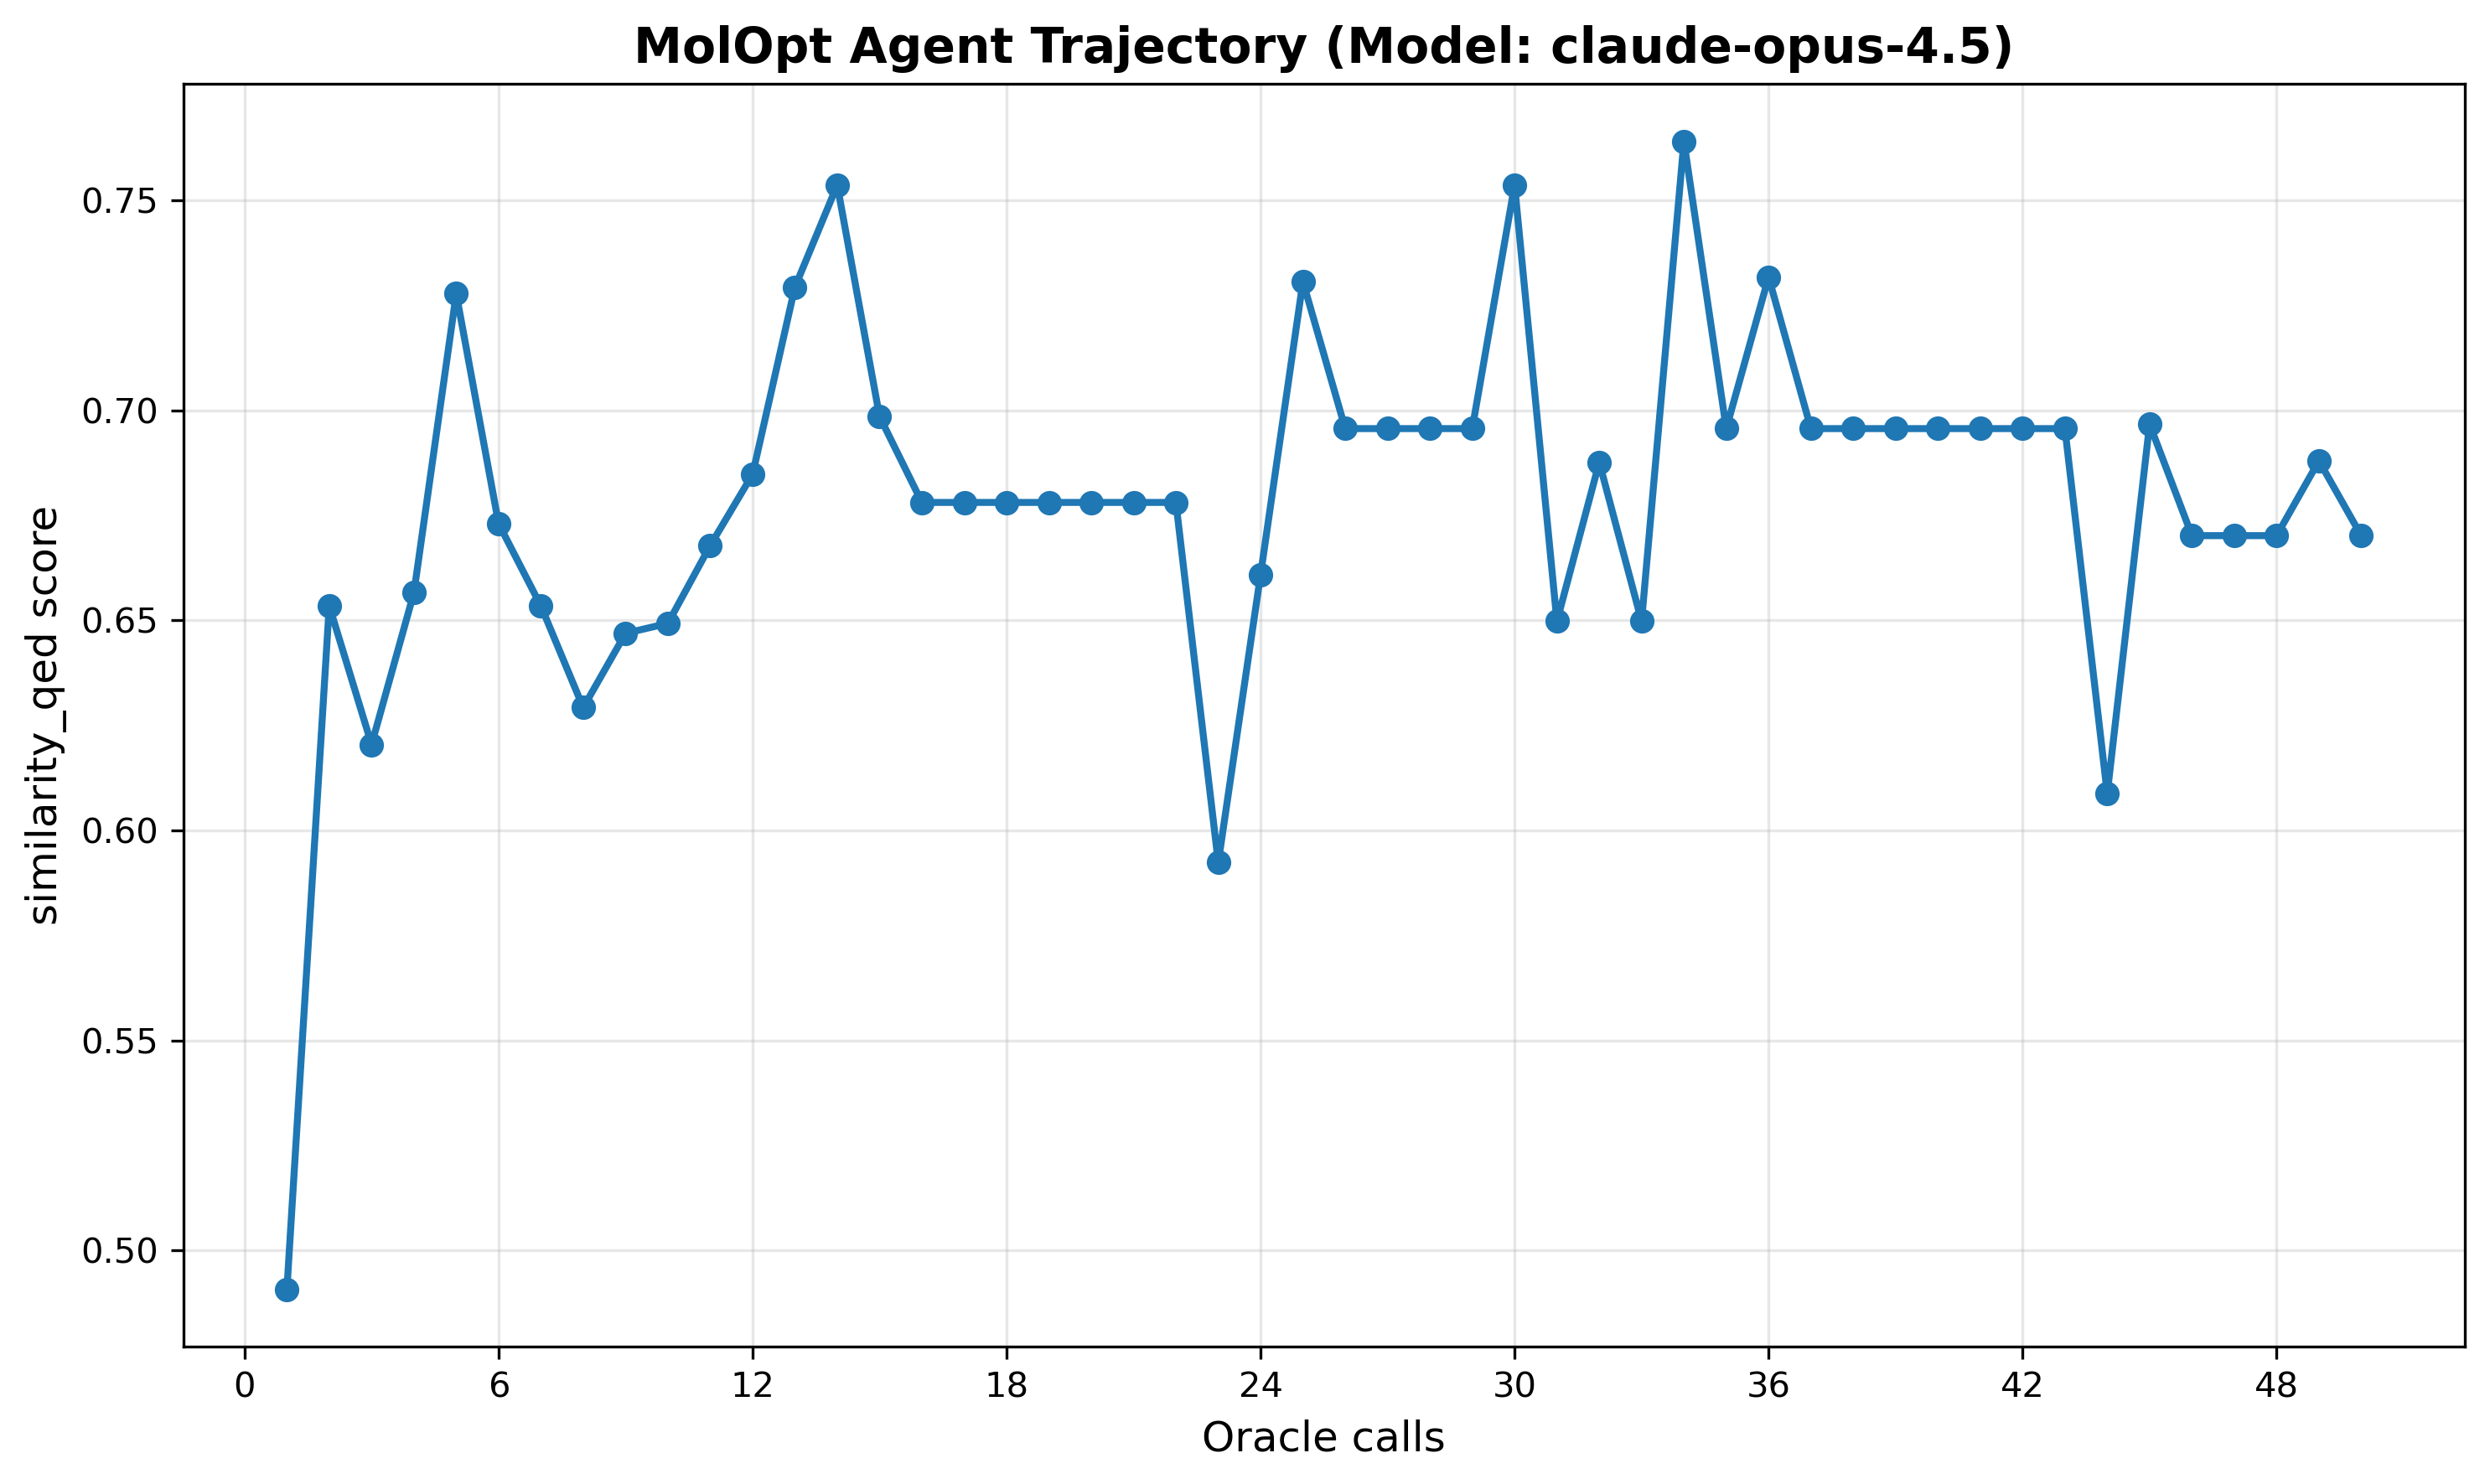 MolOpt Agent Trajectory (Model: claude-opus-4.5)
similarity_qed score
0.75
0.70
0.65
0.60
0.55
0.50
0 6 12 18 24 30 36 42 48
Oracle calls